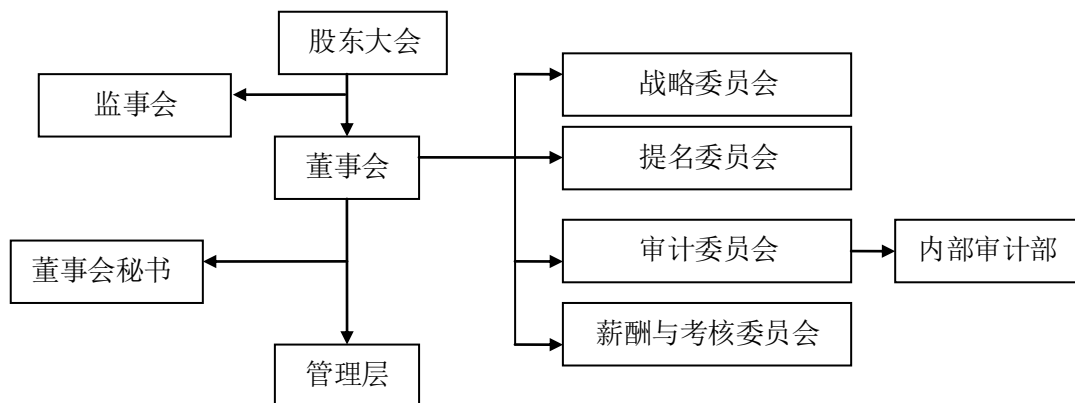 股东大会
监事会
战略委员会
董事会
提名委员会
董事会秘书
审计委员会
内部审计部
薪酬与考核委员会
管理层